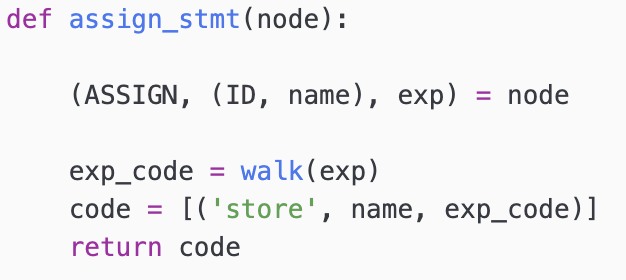 def assign_stmt(node):
    (ASSIGN, (ID, name), exp) = node
    exp_code = walk(exp)
    code = [('store', name, exp_code)]
    return code